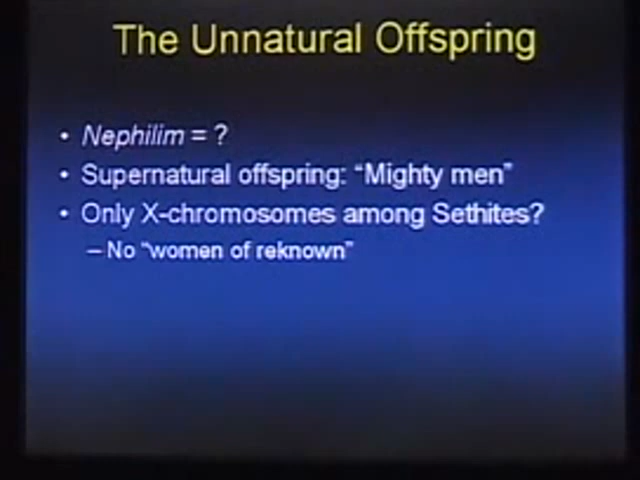 The Unnatural Offspring
• Nephilim = ?
• Supernatural offspring: “Mighty men”
• Only X-chromosomes among Sethites?
– No “women of reknown”